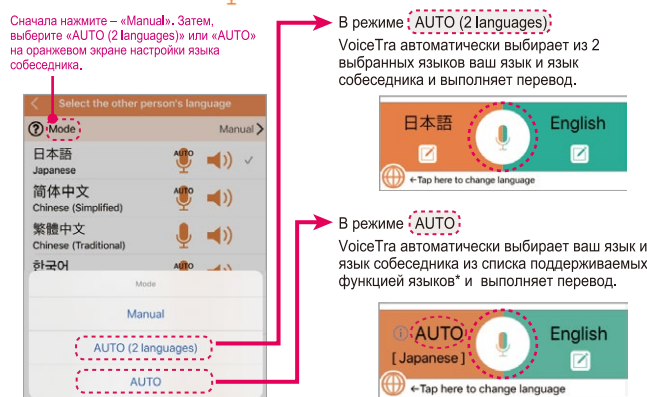 Сначала нажмите – «Manual». Затем,
выберите «AUTO (2 languages)» или «AUTO»
на оранжевом экране настройки языка
собеседника.
Select the other person's language
? Mode
Manual
日本語
AUTO
Japanese
简体中文
AUTO
Chinese (Simplified)
繁體中文
Chinese (Traditional)
한국어
AUTO
Mode
Manual
AUTO (2 languages)
AUTO
В режиме AUTO (2 languages)
VoiceTra автоматически выбирает из 2
выбранных языков ваш язык и язык
собеседника и выполняет перевод.
日本語
English
←Tap here to change language
В режиме AUTO
VoiceTra автоматически выбирает ваш язык и
язык собеседника из списка поддерживаемых
функцией языков* и выполняет перевод.
AUTO
English
[ Japanese ]
←Tap here to change language